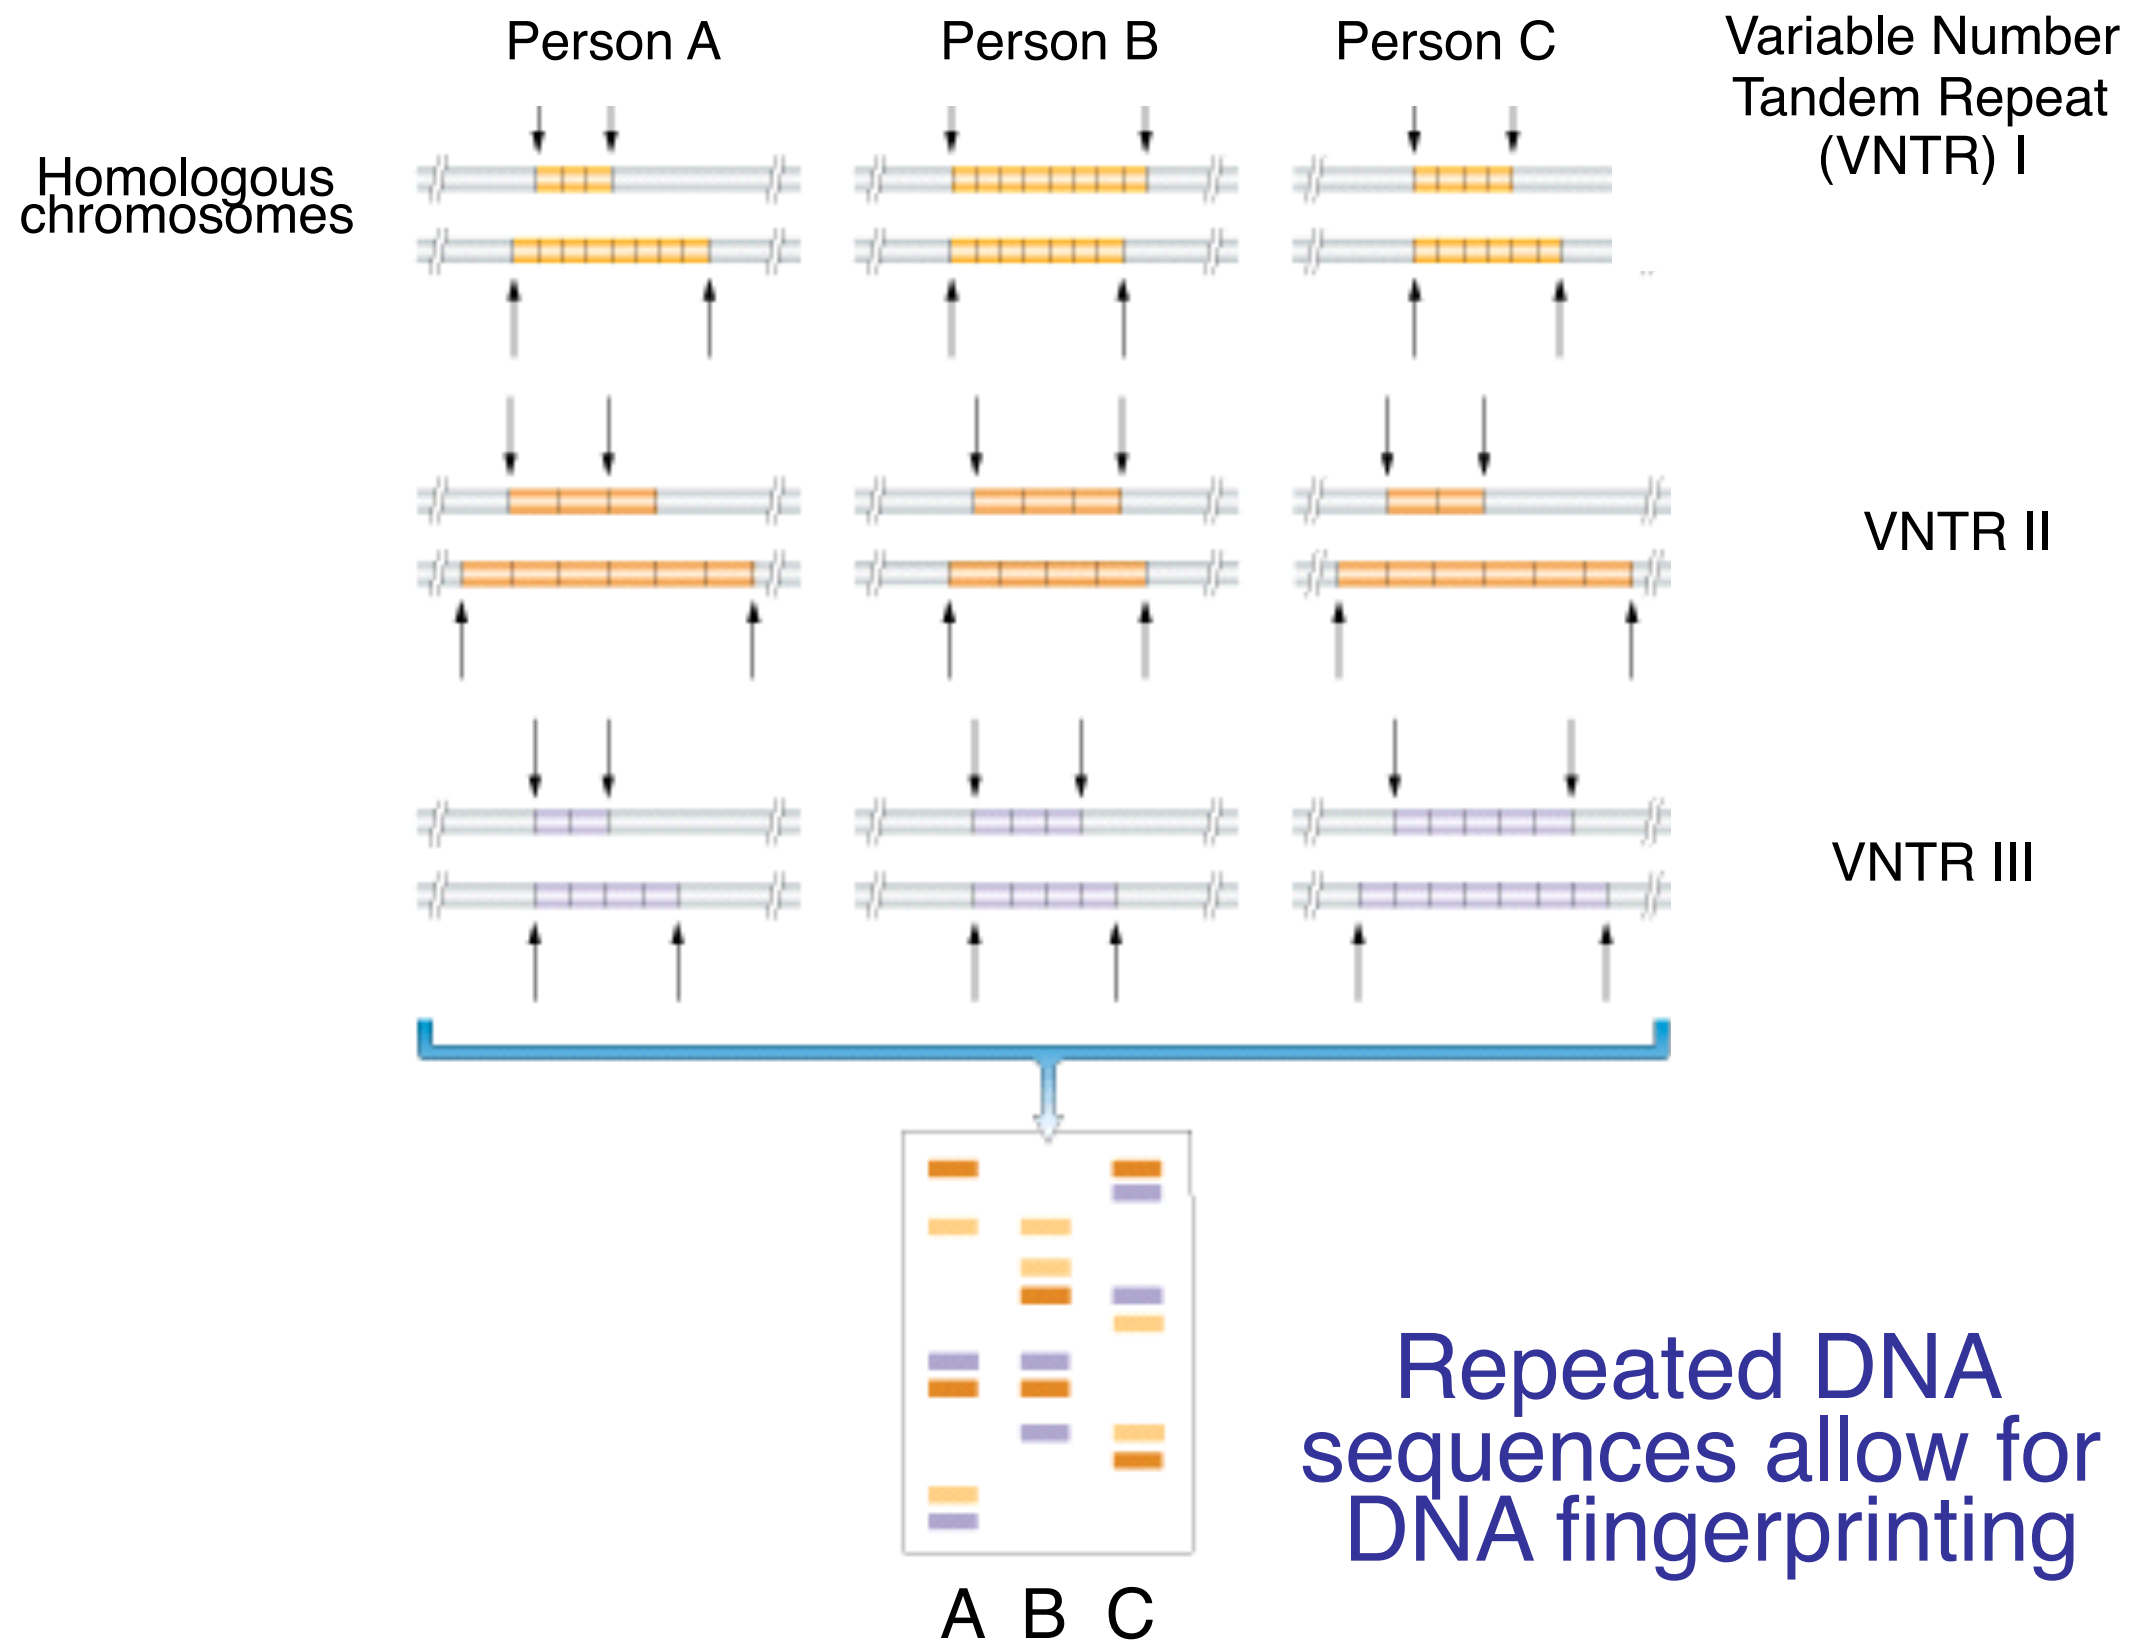 Person A
Person B
Person C
Variable Number
Tandem Repeat
(VNTR) I
Homologous
chromosomes
VNTR II
VNTR III
Repeated DNA
sequences allow for
DNA fingerprinting
A B C